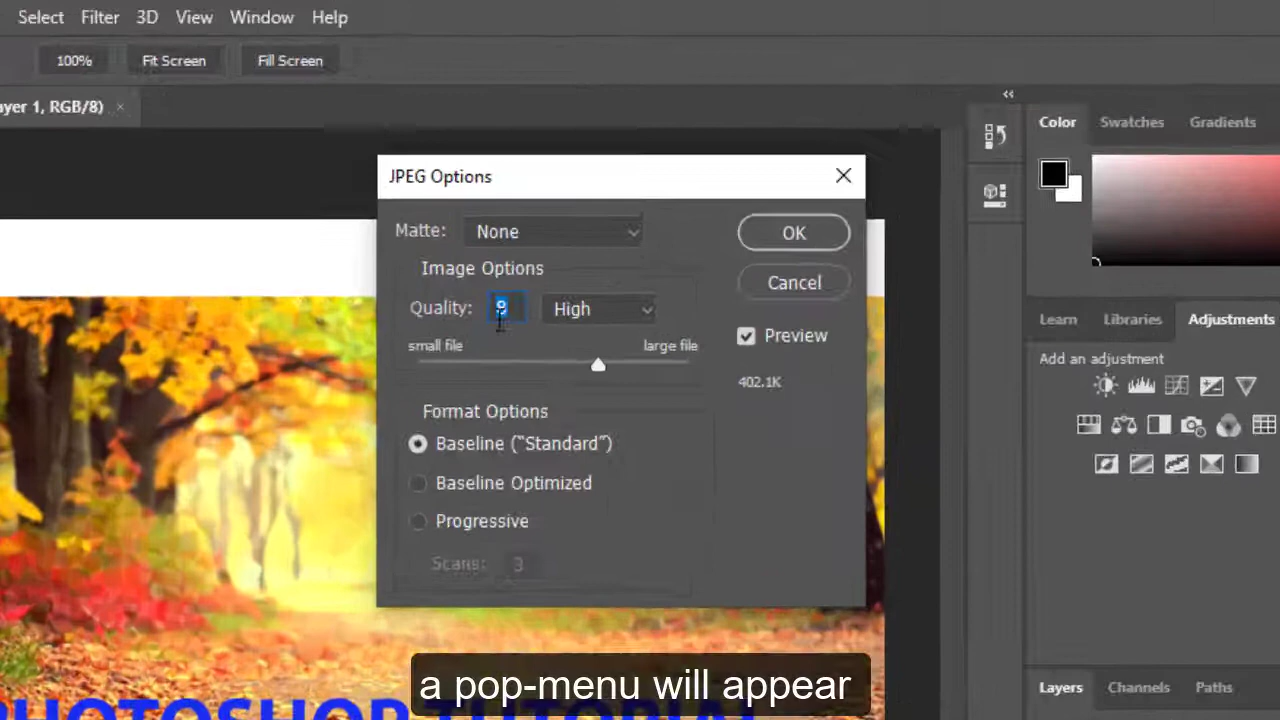 Select Filter 3D View Window Help
100% Fit Screen Fill Screen
ayer 1, RGB/8) ×
Color Swatches Gradients
JPEG Options
Matte: None
OK
Image Options
Cancel
Quality: 9 High
Learn Libraries Adjustments
Preview
small file large file
Add an adjustment
402.1K
Format Options
Baseline ("Standard")
Baseline Optimized
Progressive
Scans: 3
a pop-menu will appear
Layers Channels Paths
PHOTOSHOP TUTORIAL